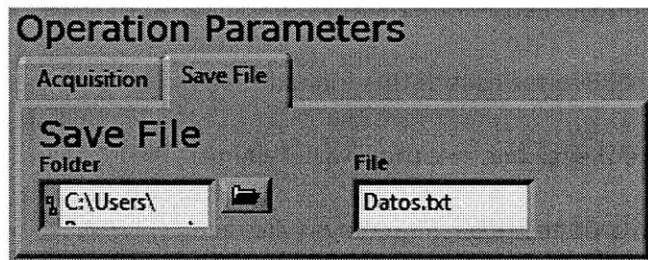 Operation Parameters
Acquisition
Save File
Save File
Folder
File
C:\Users\
Datos.txt